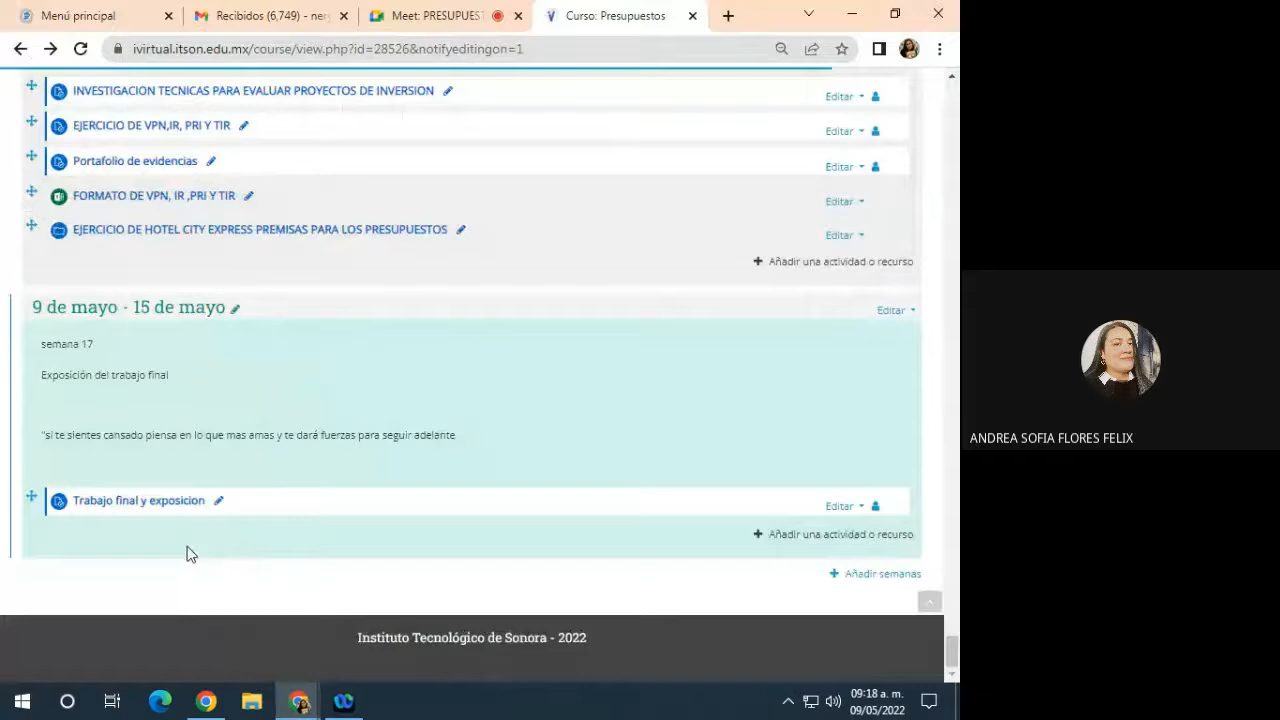 Menú principal
Recibidos (6,749) - ner
Meet: PRESUPUES
Curso: Presupuestos
ivirtual.itson.edu.mx/course/view.php?id=28526&notifyeditingon=1
INVESTIGACION TECNICAS PARA EVALUAR PROYECTOS DE INVERSION
Editar
EJERCICIO DE VPN,IR, PRI Y TIR
Editar
Portafolio de evidencias
Editar
FORMATO DE VPN, IR ,PRI Y TIR
Editar
EJERCICIO DE HOTEL CITY EXPRESS PREMISAS PARA LOS PRESUPUESTOS
Editar
Añadir una actividad o recurso
9 de mayo - 15 de mayo
Editar
semana 17
Exposición del trabajo final
"si te sientes cansado piensa en lo que mas amas y te dará fuerzas para seguir adelante
Trabajo final y exposicion
Editar
Añadir una actividad o recurso
Añadir semanas
Instituto Tecnológico de Sonora - 2022
09:18 a. m.
09/05/2022
ANDREA SOFIA FLORES FELIX